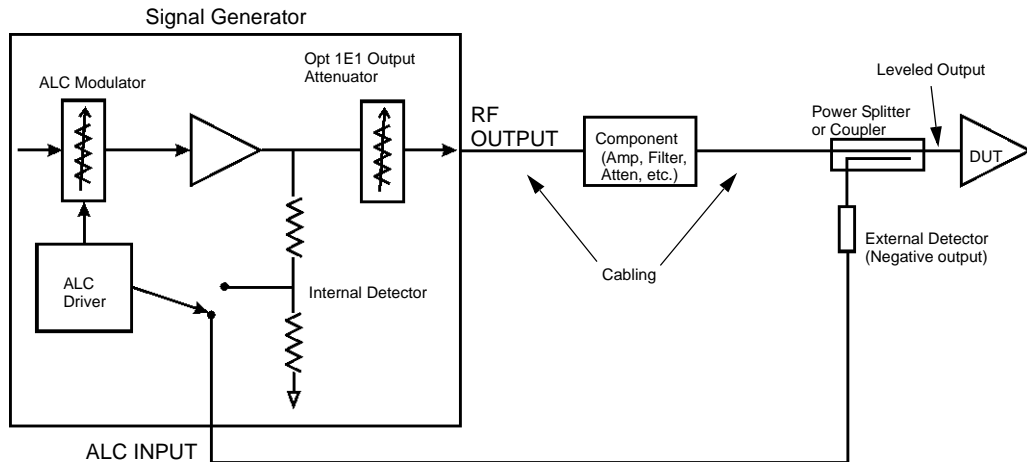 Signal Generator
Opt 1E1 Output
Attenuator
ALC Modulator
RF
OUTPUT
Component
(Amp, Filter,
Atten, etc.)
Leveled Output
Power Splitter
or Coupler
DUT
External Detector
(Negative output)
Cabling
ALC
Driver
Internal Detector
ALC INPUT